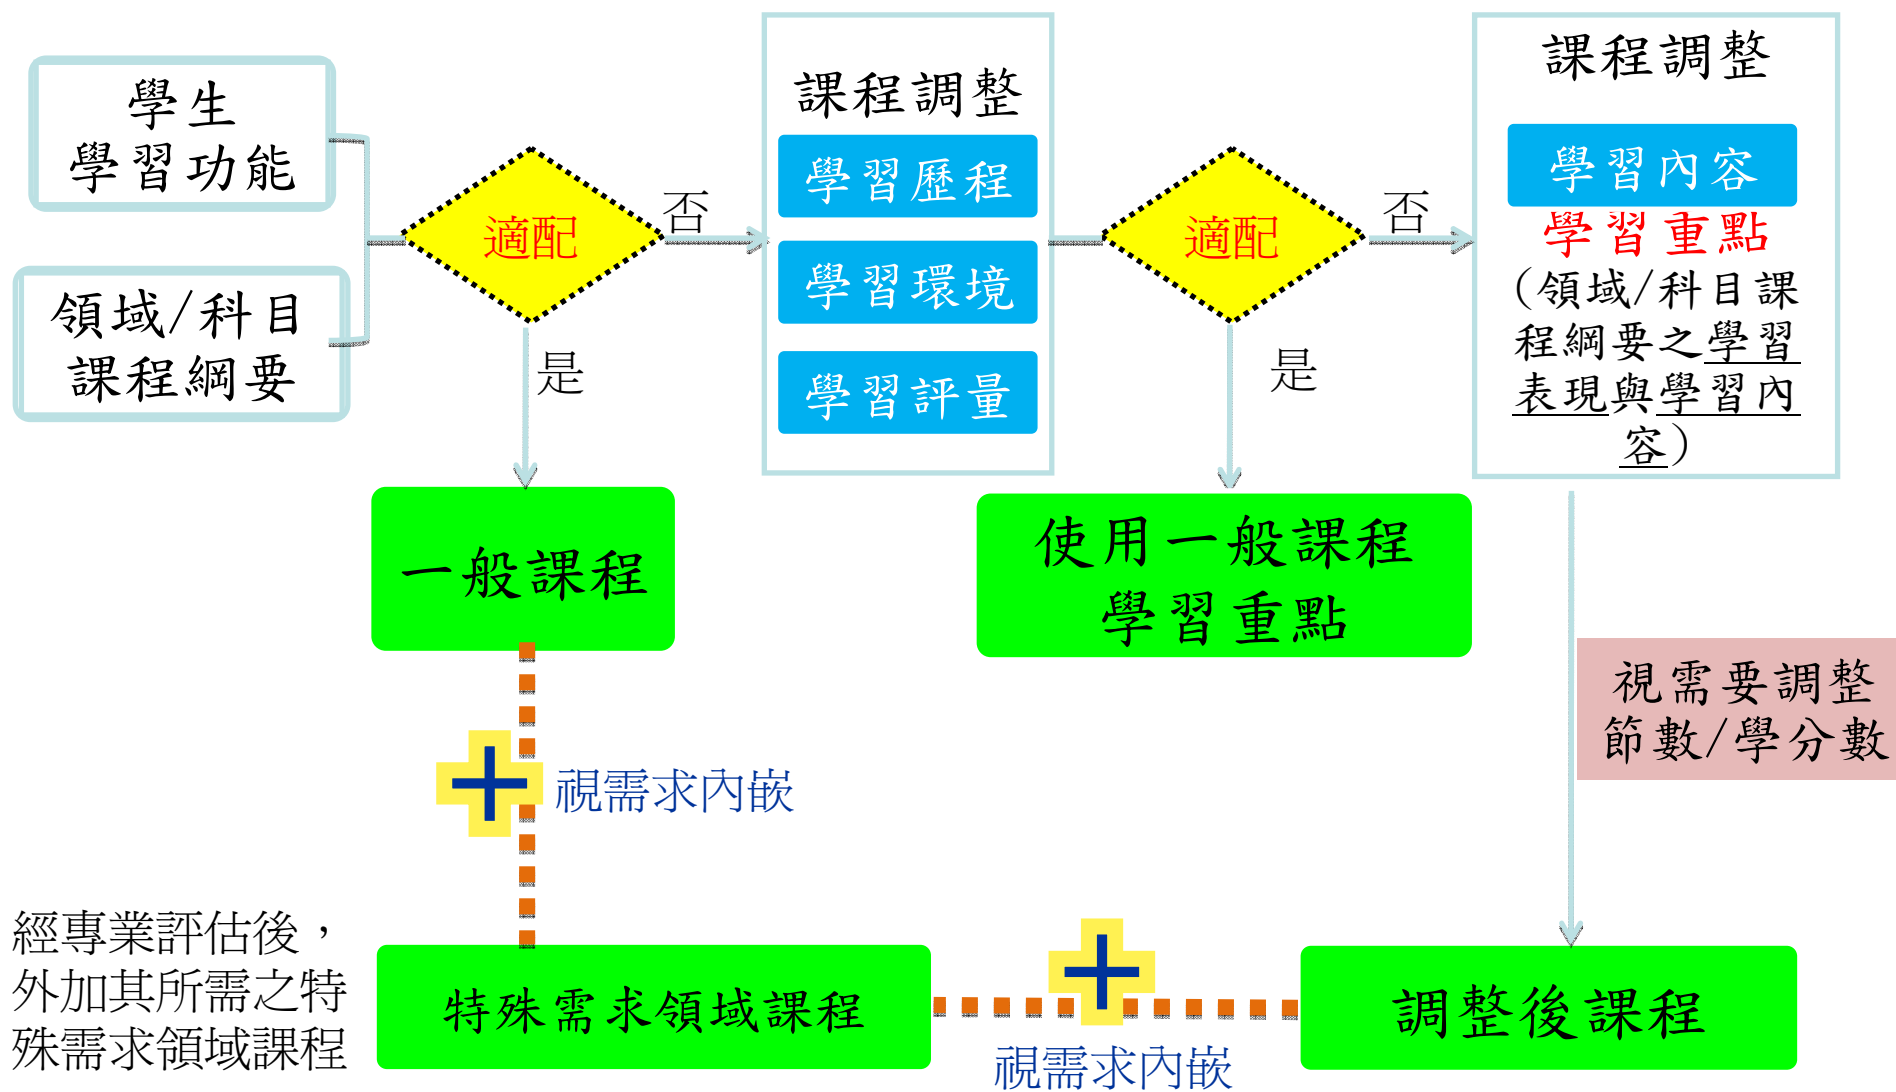 學生
學習功能
領域/科目
課程綱要
適配
否
是
課程調整
學習歷程
學習環境
學習評量
適配
否
是
課程調整
學習內容
學習重點
(領域/科目課
程綱要之學習
表現與學習內
容)
一般課程
使用一般課程
學習重點
視需要調整
節數/學分數
視需求內嵌
經專業評估後，
外加其所需之特
殊需求領域課程
特殊需求領域課程
視需求內嵌
調整後課程